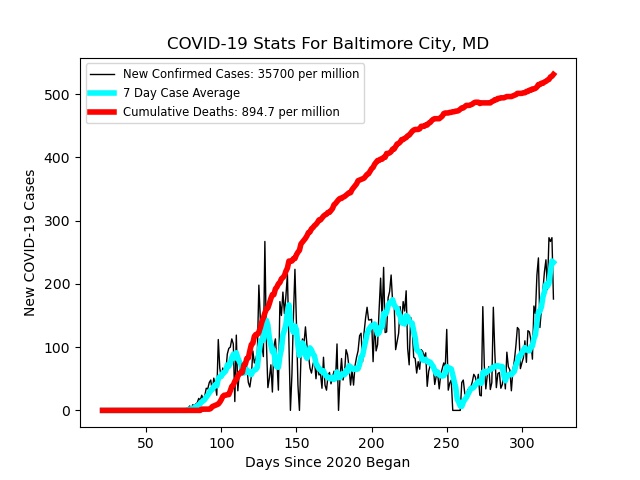 COVID-19 Stats For Baltimore City, MD
New Confirmed Cases: 35700 per million
7 Day Case Average
Cumulative Deaths: 894.7 per million
New COVID-19 Cases
500
400
300
200
100
0
50 100 150 200 250 300
Days Since 2020 Began